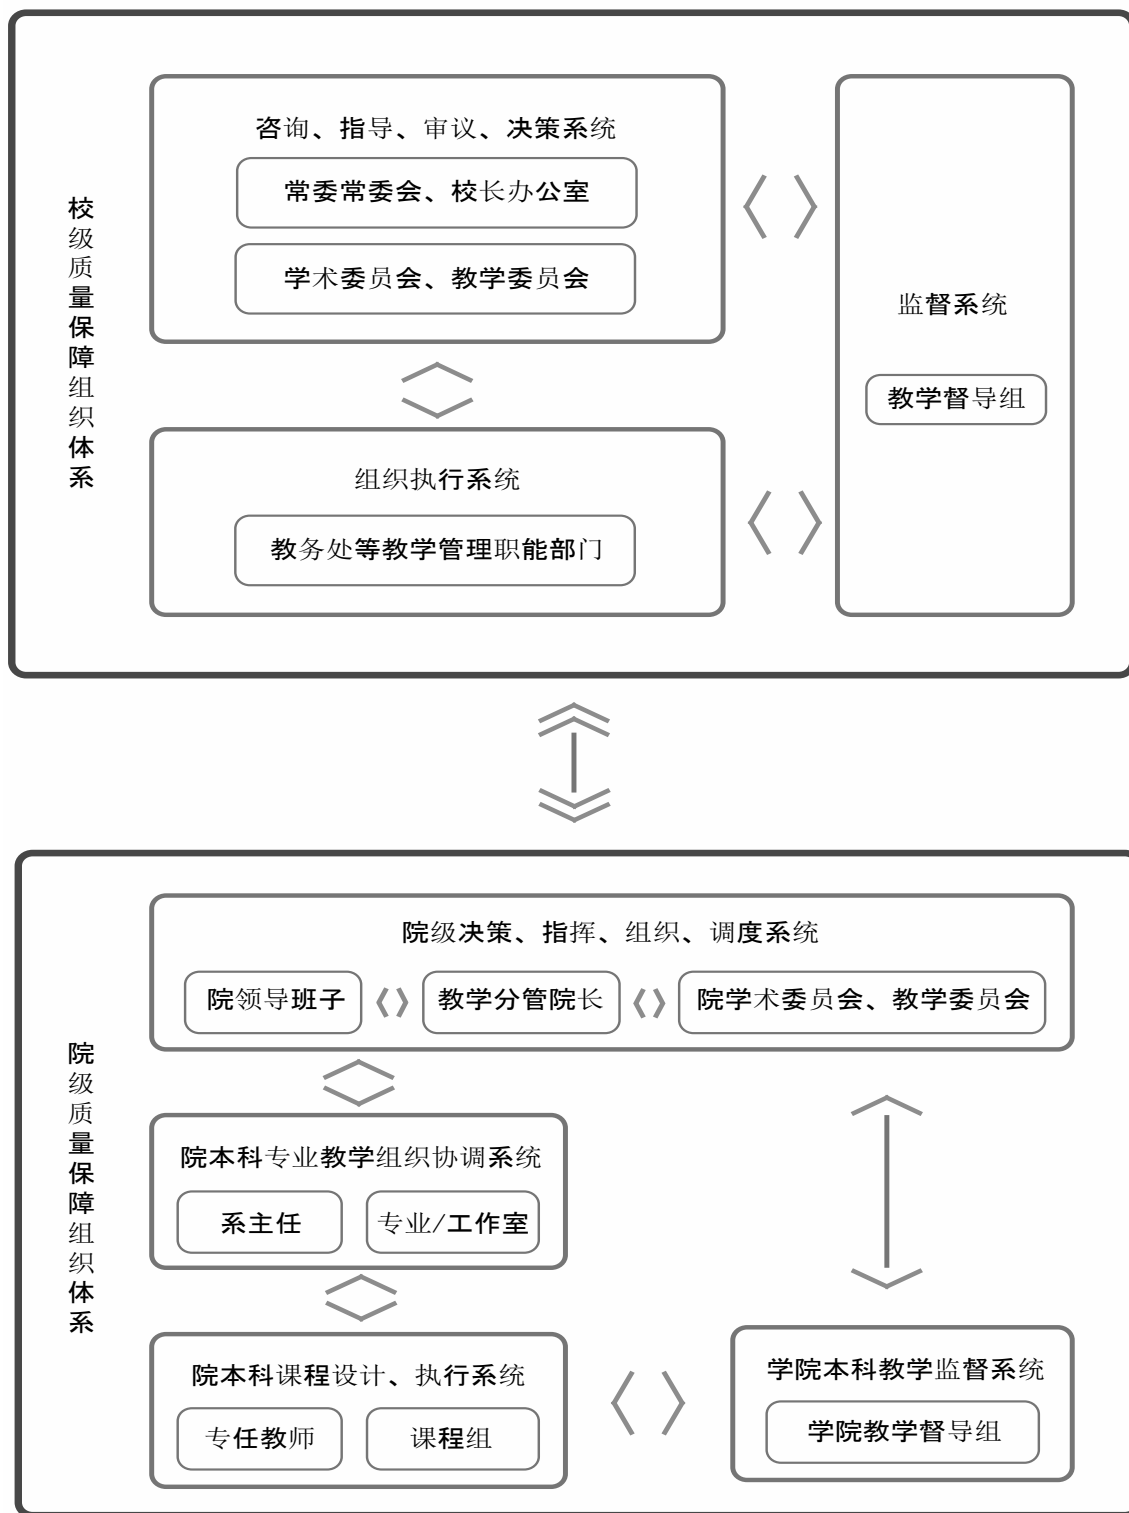 校级质量保障组织体系
咨询、指导、审议、决策系统
常委常委会、校长办公室
学术委员会、教学委员会
监督系统
教学督导组
组织执行系统
教务处等教学管理职能部门
院级质量保障组织体系
院级决策、指挥、组织、调度系统
院领导班子
教学分管院长
院学术委员会、教学委员会
院本科专业教学组织协调系统
系主任
专业/工作室
院本科课程设计、执行系统
专任教师
课程组
学院本科教学监督系统
学院教学督导组